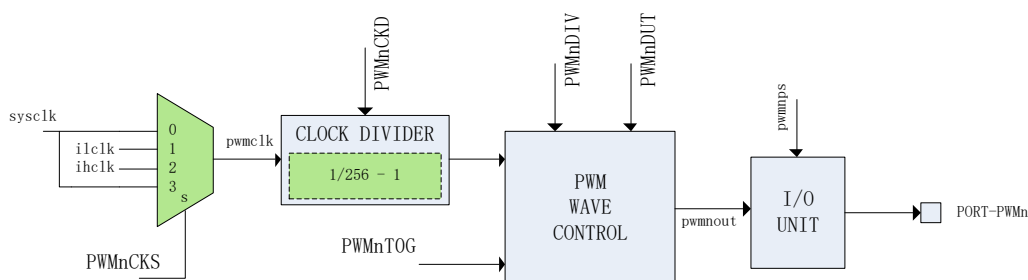 sysclk
ilclk
ihclk
0
1
2
3
s
PWMnCKS
pwmclk
PWMnCKD
CLOCK DIVIDER
1/256 - 1
PWMnTOG
PWMnDIV
PWMnDUT
PWM
WAVE
CONTROL
pwmnout
pwmnps
I/O
UNIT
PORT-PWMn